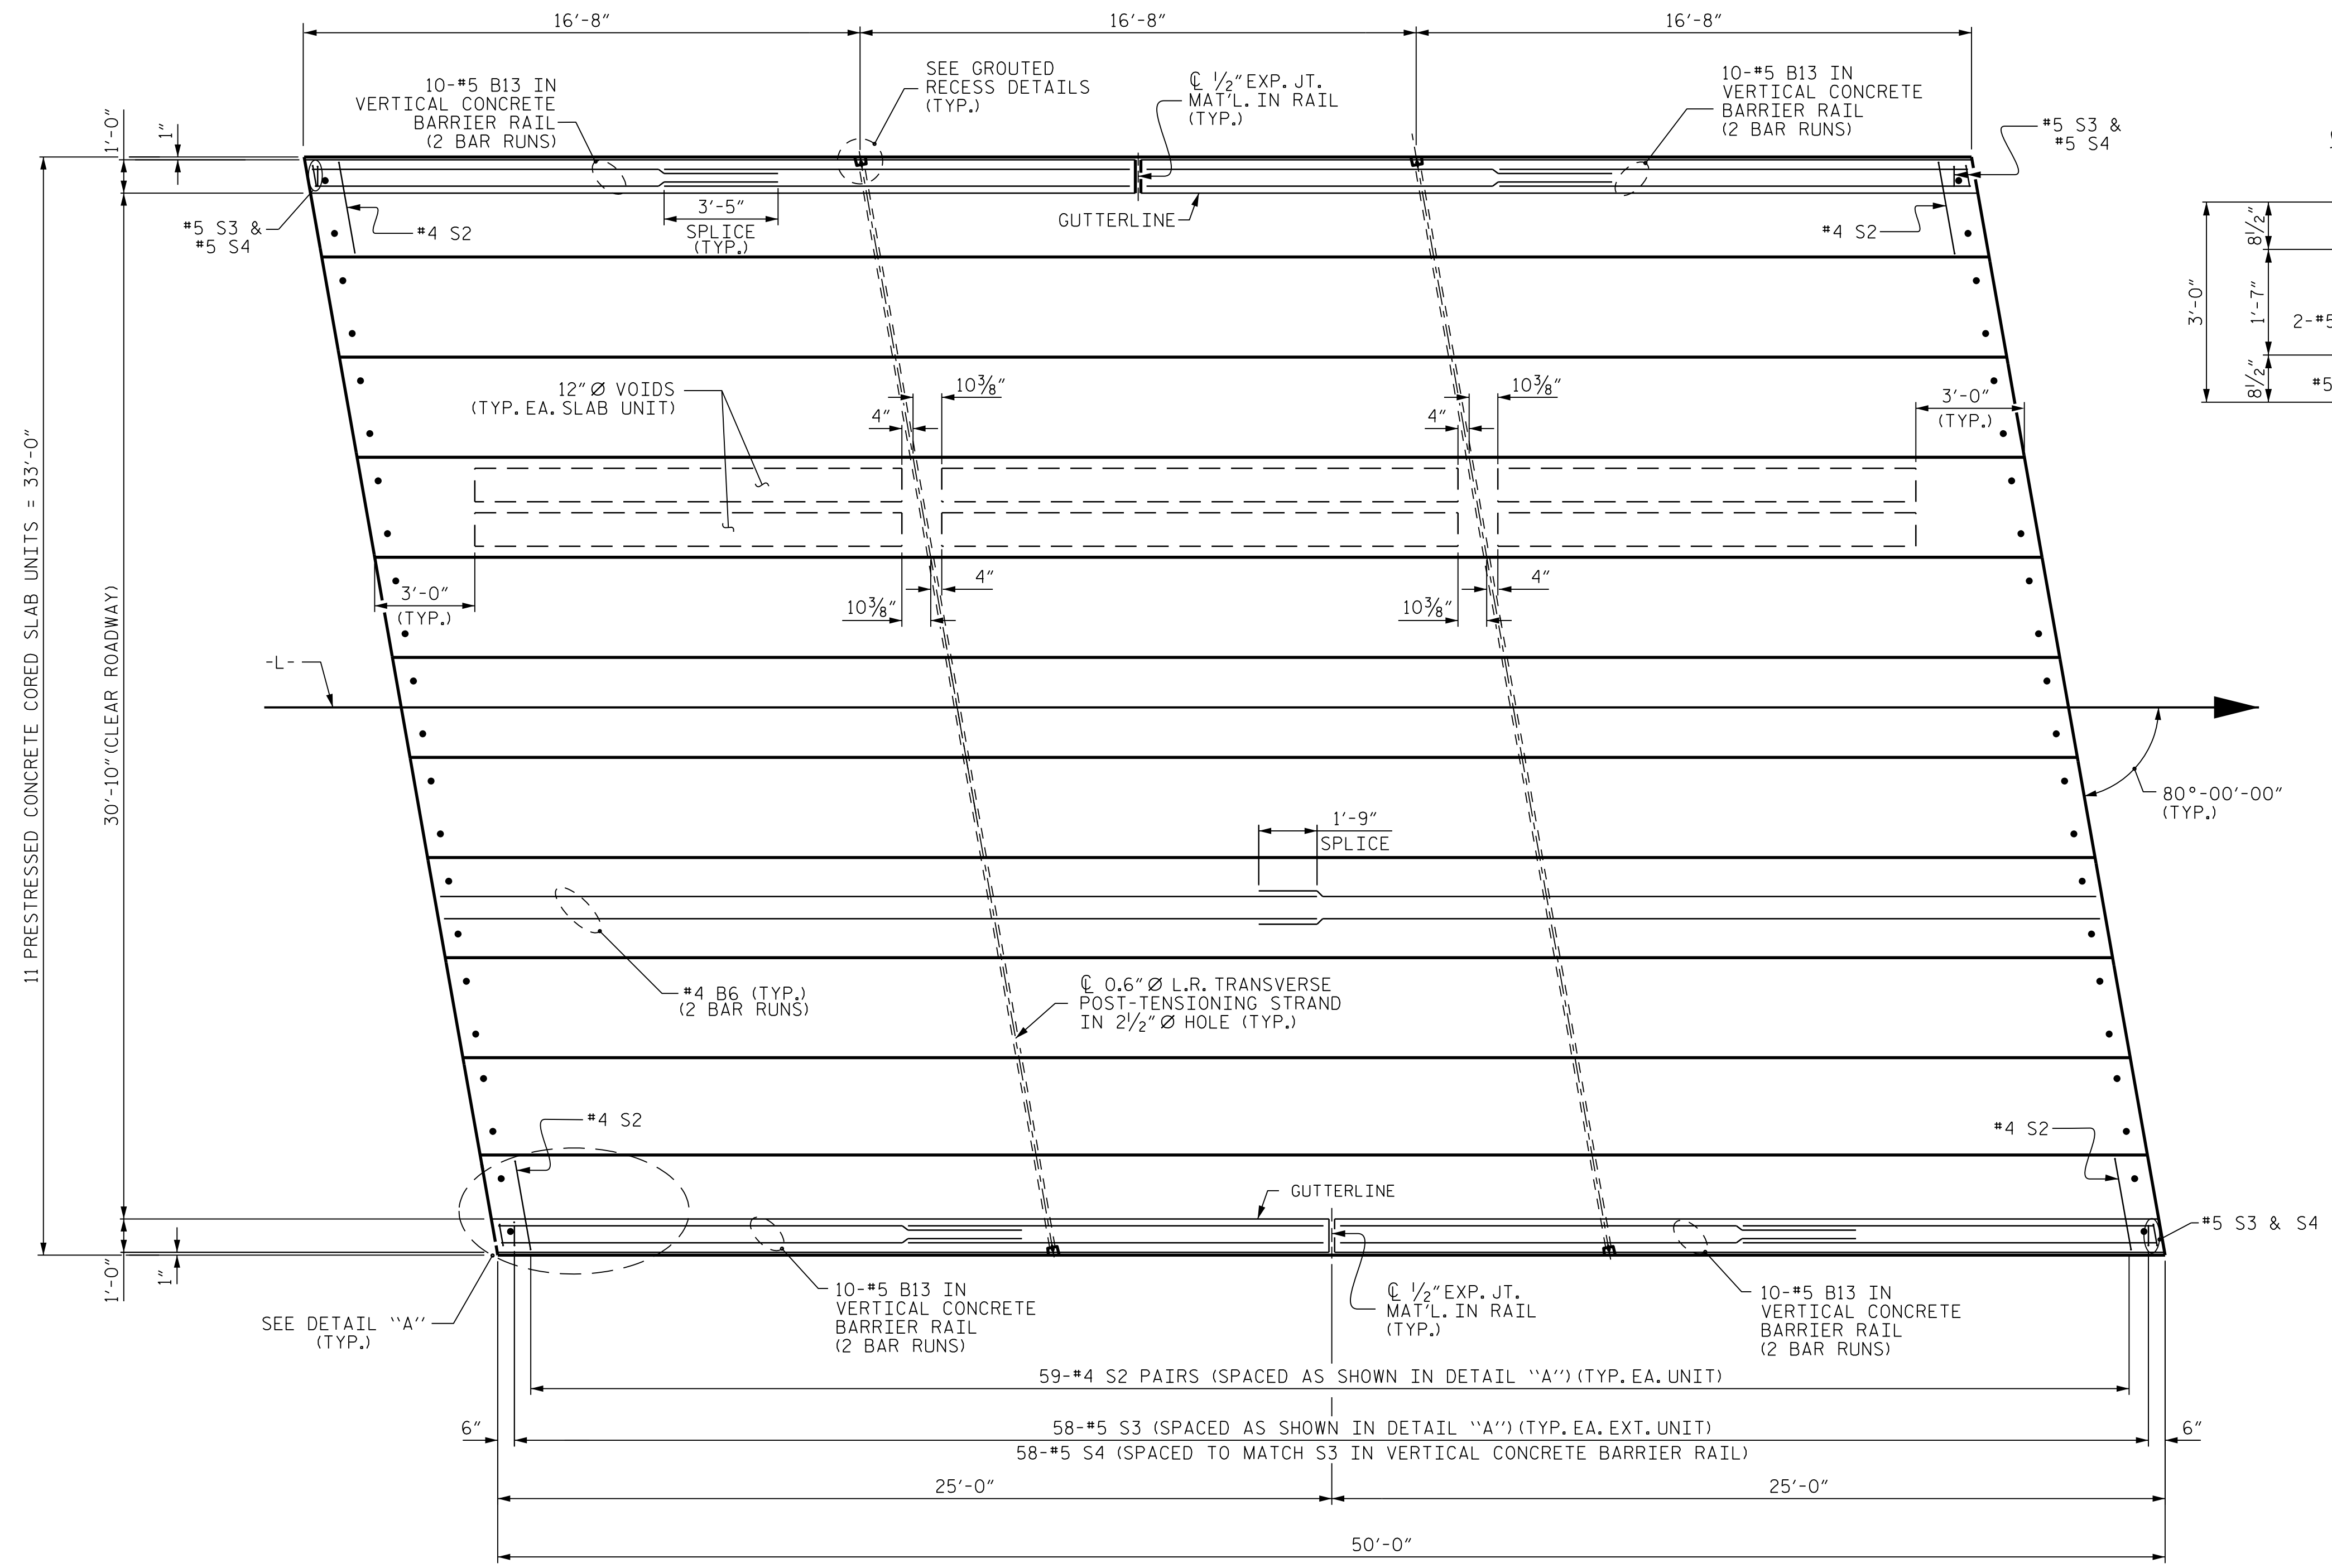 16'-8"
16'-8"
16'-8"
10-#5 B13 IN
VERTICAL CONCRETE
BARRIER RAIL
(2 BAR RUNS)
SEE GROUTED
RECESS DETAILS
(TYP.)
℄ 1/2" EXP. JT.
MAT'L. IN RAIL
(TYP.)
10-#5 B13 IN
VERTICAL CONCRETE
BARRIER RAIL
(2 BAR RUNS)
#5 S3 &
#5 S4
1'-0"
1"
#5 S3 &
#5 S4
#4 S2
3'-5"
SPLICE
(TYP.)
GUTTERLINE
#4 S2
8 1/2"
3'-0"
1'-7"
2-#5
8 1/2"
#5
12" Ø VOIDS
(TYP. EA. SLAB UNIT)
10 3/8"
4"
10 3/8"
4"
3'-0"
(TYP.)
3'-0"
(TYP.)
4"
10 3/8"
4"
10 3/8"
11 PRESTRESSED CONCRETE CORED SLAB UNITS = 33'-0"
30'-10" (CLEAR ROADWAY)
-L-
80°-00'-00"
(TYP.)
1'-9"
SPLICE
#4 B6 (TYP.)
(2 BAR RUNS)
℄ 0.6" Ø L.R. TRANSVERSE
POST-TENSIONING STRAND
IN 2 1/2" Ø HOLE (TYP.)
#4 S2
#4 S2
GUTTERLINE
#5 S3 & S4
1'-0"
1"
SEE DETAIL "A"
(TYP.)
10-#5 B13 IN
VERTICAL CONCRETE
BARRIER RAIL
(2 BAR RUNS)
℄ 1/2" EXP. JT.
MAT'L. IN RAIL
(TYP.)
10-#5 B13 IN
VERTICAL CONCRETE
BARRIER RAIL
(2 BAR RUNS)
59-#4 S2 PAIRS (SPACED AS SHOWN IN DETAIL "A") (TYP. EA. UNIT)
6"
58-#5 S3 (SPACED AS SHOWN IN DETAIL "A") (TYP. EA. EXT. UNIT)
6"
58-#5 S4 (SPACED TO MATCH S3 IN VERTICAL CONCRETE BARRIER RAIL)
25'-0"
25'-0"
50'-0"